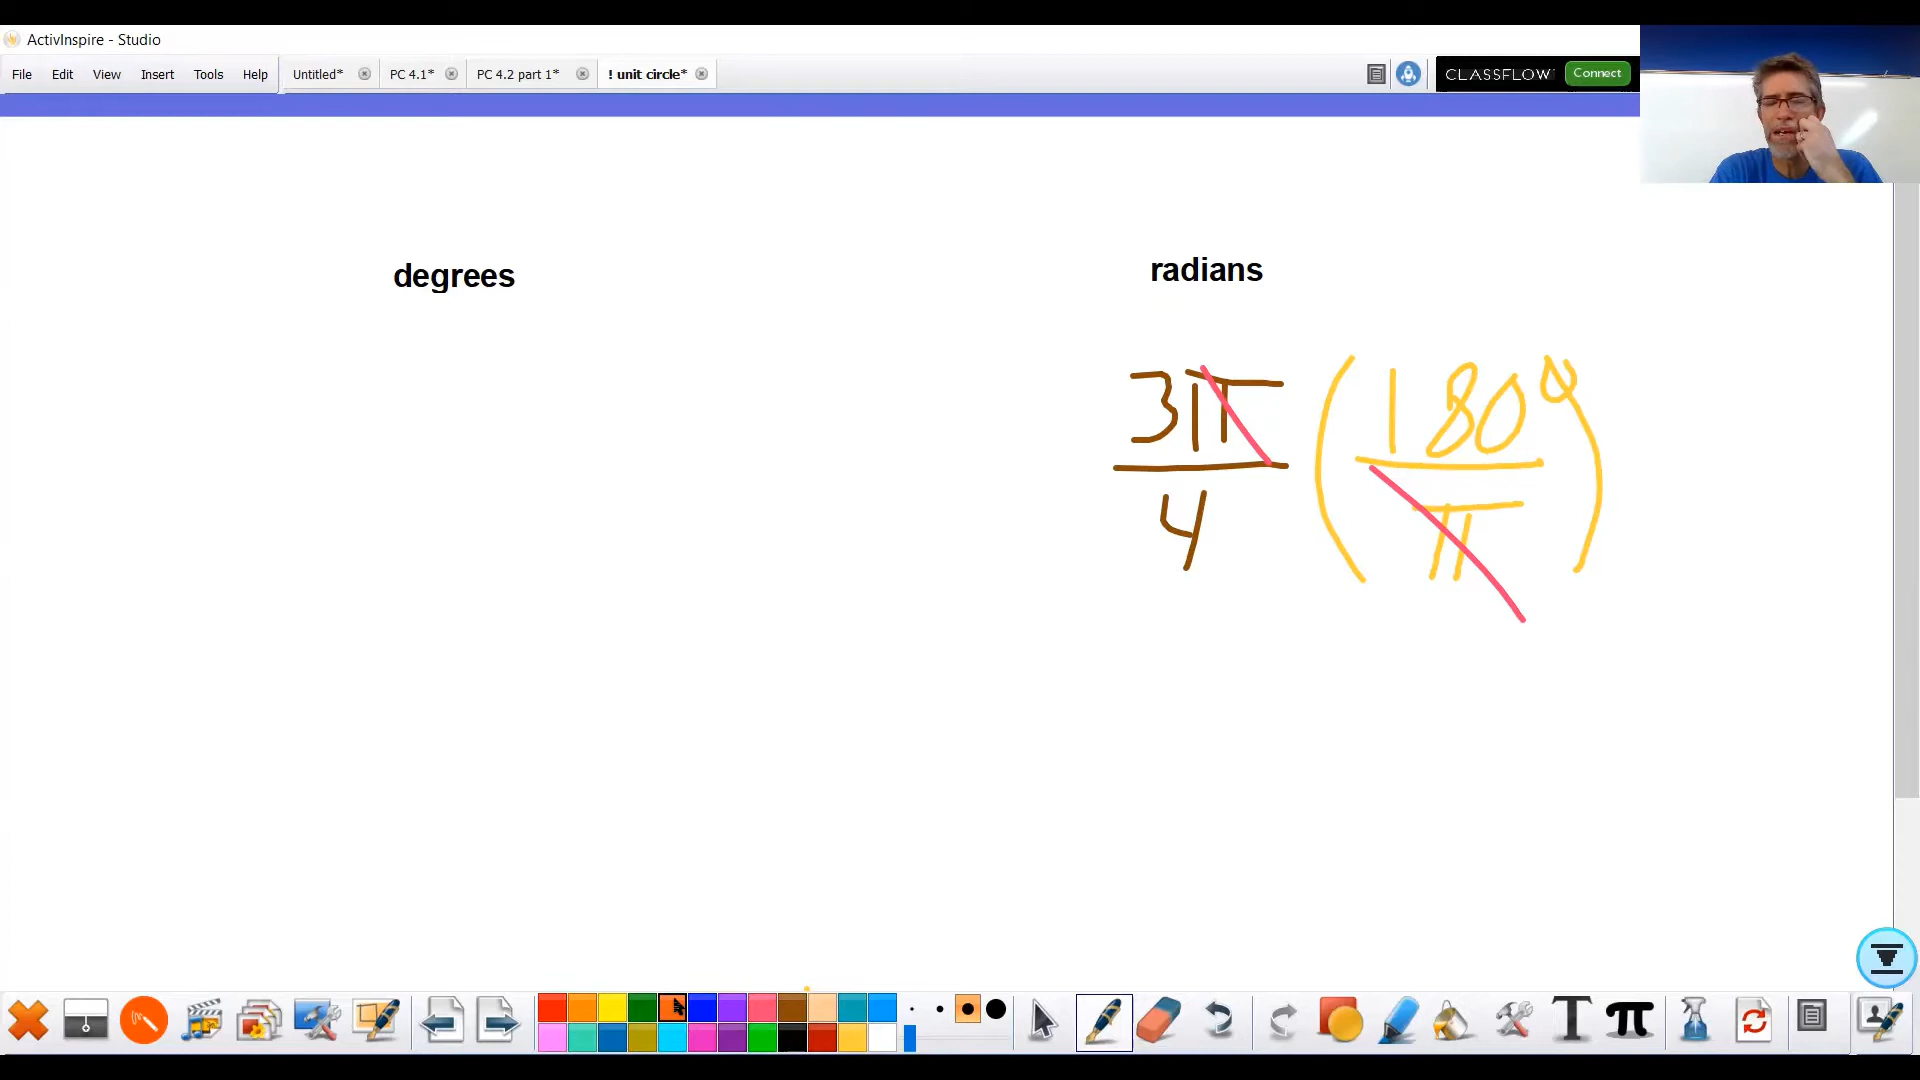 ActivInspire - Studio
File Edit View Insert Tools Help Untitled* PC 4.1* PC 4.2 part 1* ! unit circle* CLASSFLOW Connect
degrees radians
3π/4 (180°/π)